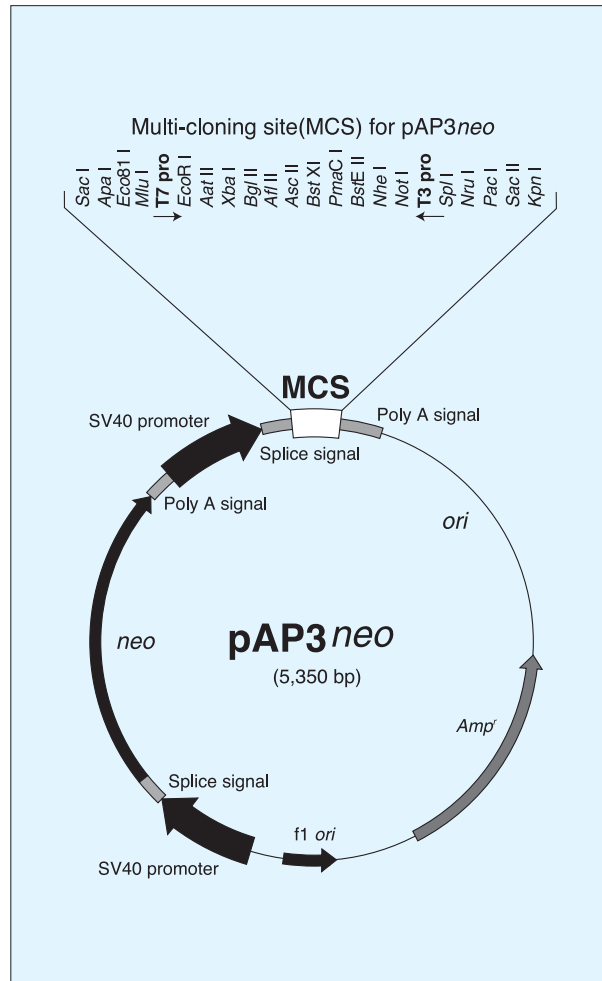 Multi-cloning site(MCS) for pAP3neo
Sac I
Apa I
Eco81 I
Mlu I
T7 pro
EcoR I
Aat II
Xba I
Bgl II
Afl II
Asc II
Bst XI
PmaC I
BstE II
Nhe I
Not I
T3 pro
Spl I
Nru I
Pac I
Sac II
Kpn I
MCS
SV40 promoter
Poly A signal
Splice signal
Poly A signal
ori
neo
pAP3neo
(5,350 bp)
Ampʳ
Splice signal
f1 ori
SV40 promoter